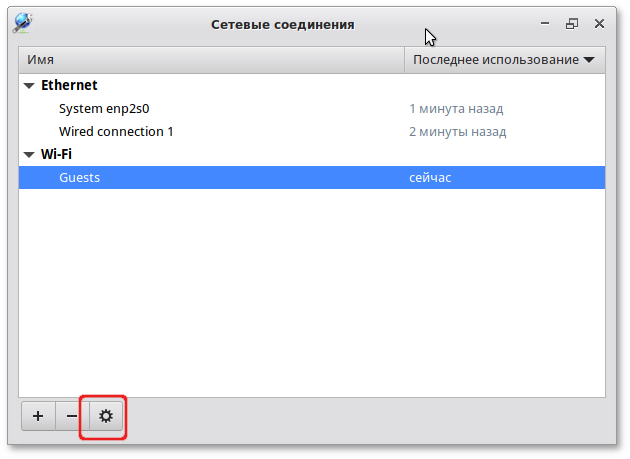 Сетевые соединения
Имя Последнее использование
Ethernet
System enp2s0 1 минута назад
Wired connection 1 2 минуты назад
Wi-Fi
Guests сейчас